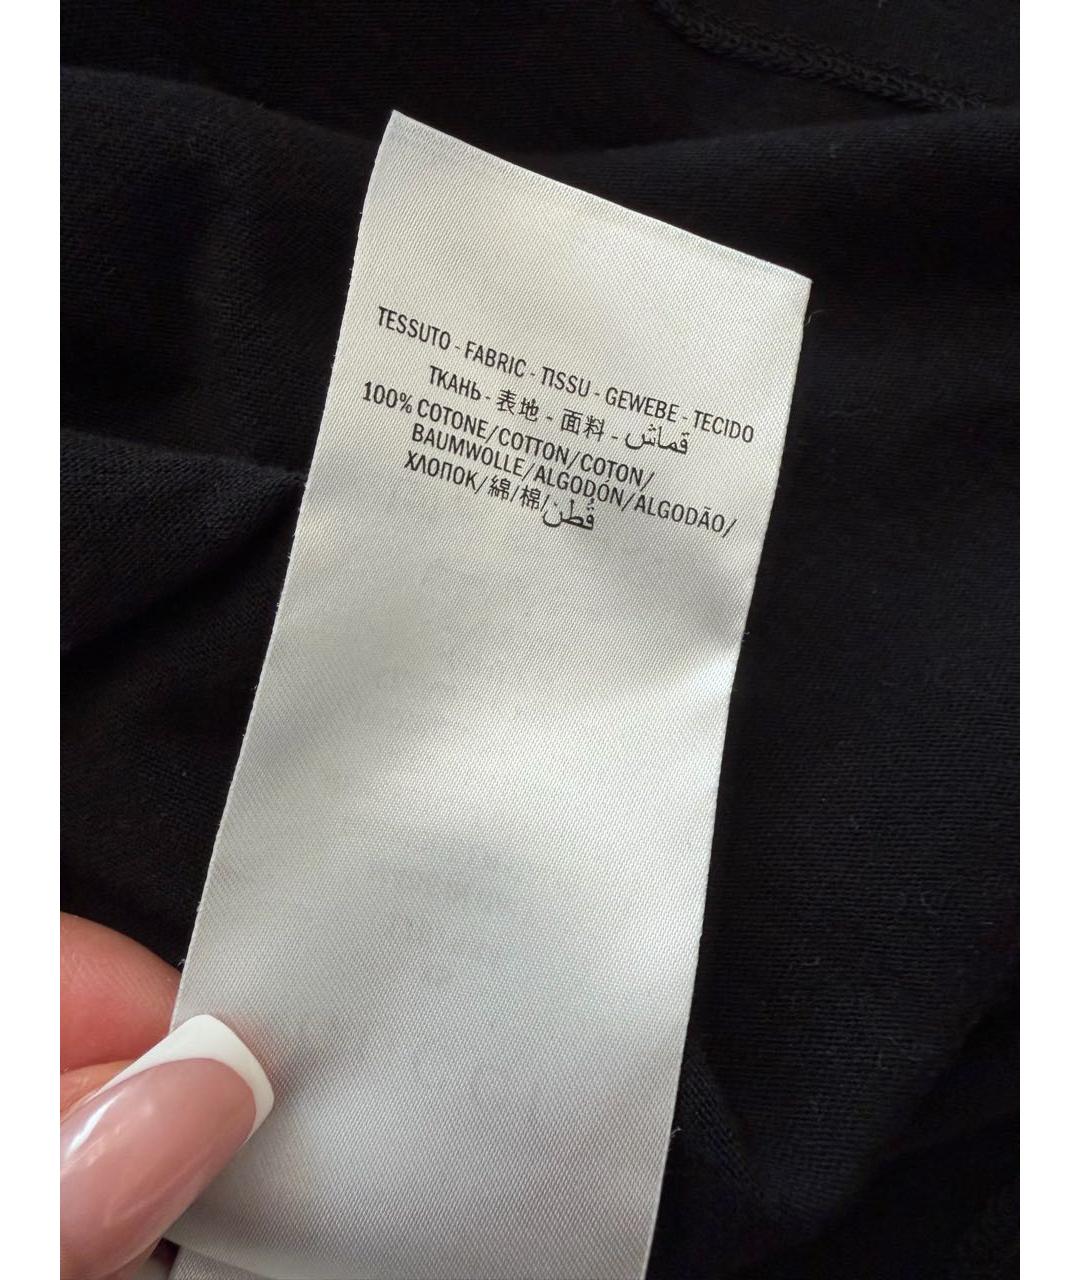 TESSUTO - FABRIC - TISSU - GEWEBE - TECIDO
ТКАНЬ - 表地 - 面料 - قماش
100% COTONE/COTTON/COTON/
BAUMWOLLE/ALGODÓN/ALGODÃO/
ХЛОПОК/綿/棉/قُطن